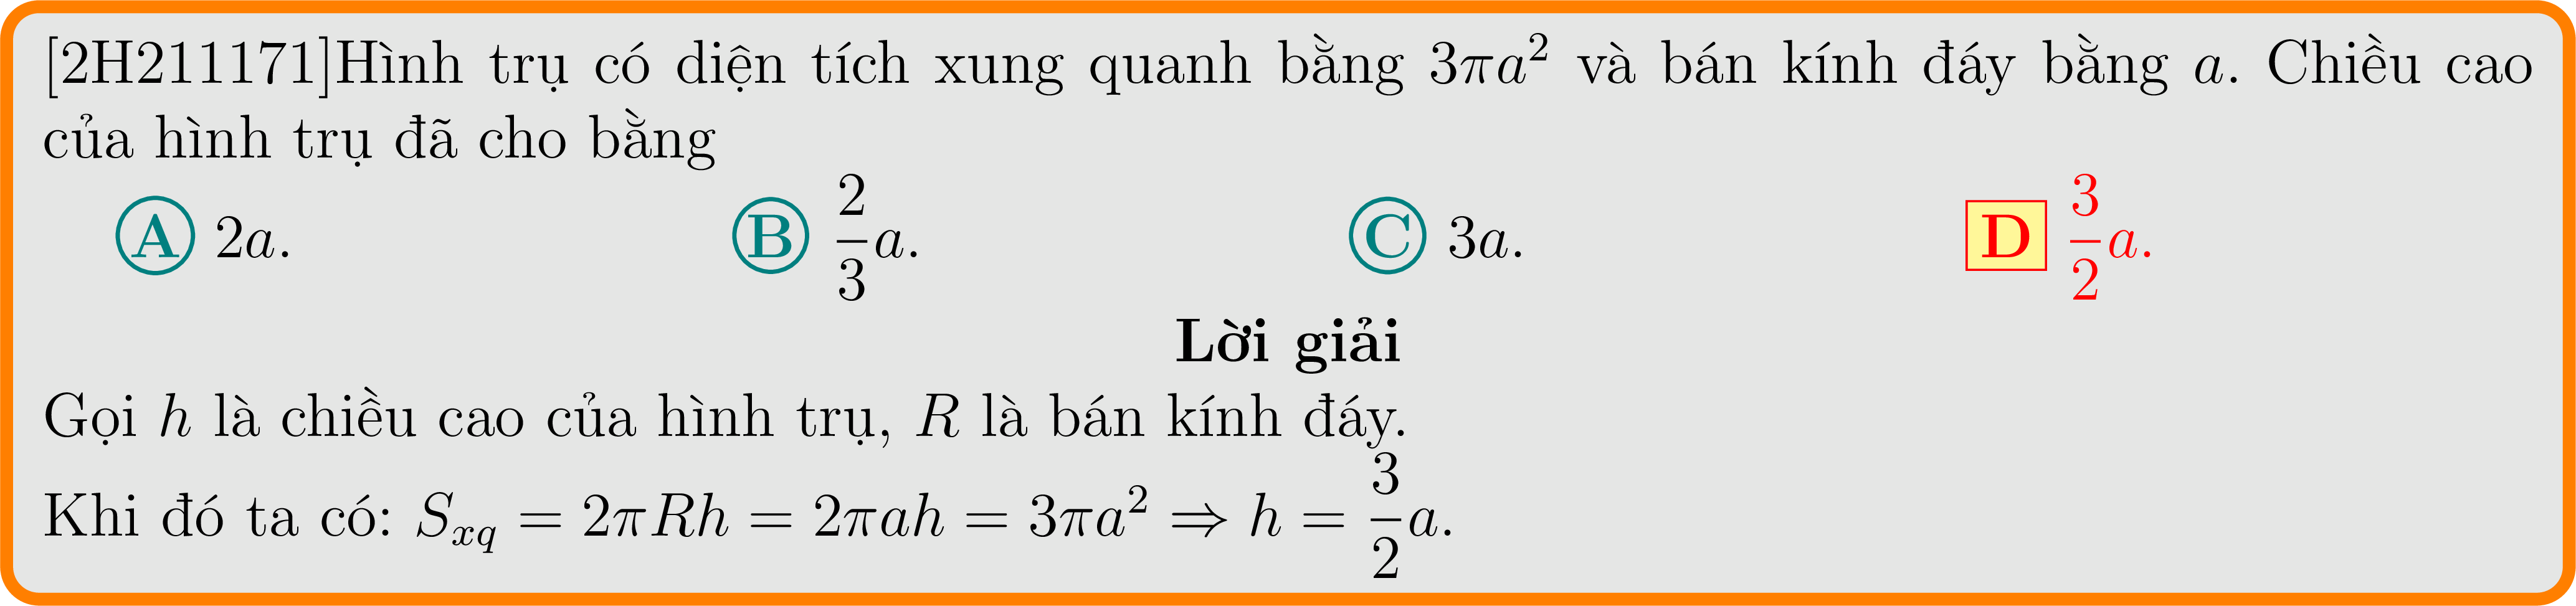 [2H211171]Hình trụ có diện tích xung quanh bằng $3\pi a^2$ và bán kính đáy bằng $a$. Chiều cao
của hình trụ đã cho bằng
A $2a$. B $\dfrac{2}{3}a$. C $3a$. D $\dfrac{3}{2}a$.
Lời giải
Gọi $h$ là chiều cao của hình trụ, $R$ là bán kính đáy.
Khi đó ta có: $S_{xq} = 2\pi Rh = 2\pi ah = 3\pi a^2 \Rightarrow h = \dfrac{3}{2}a$.